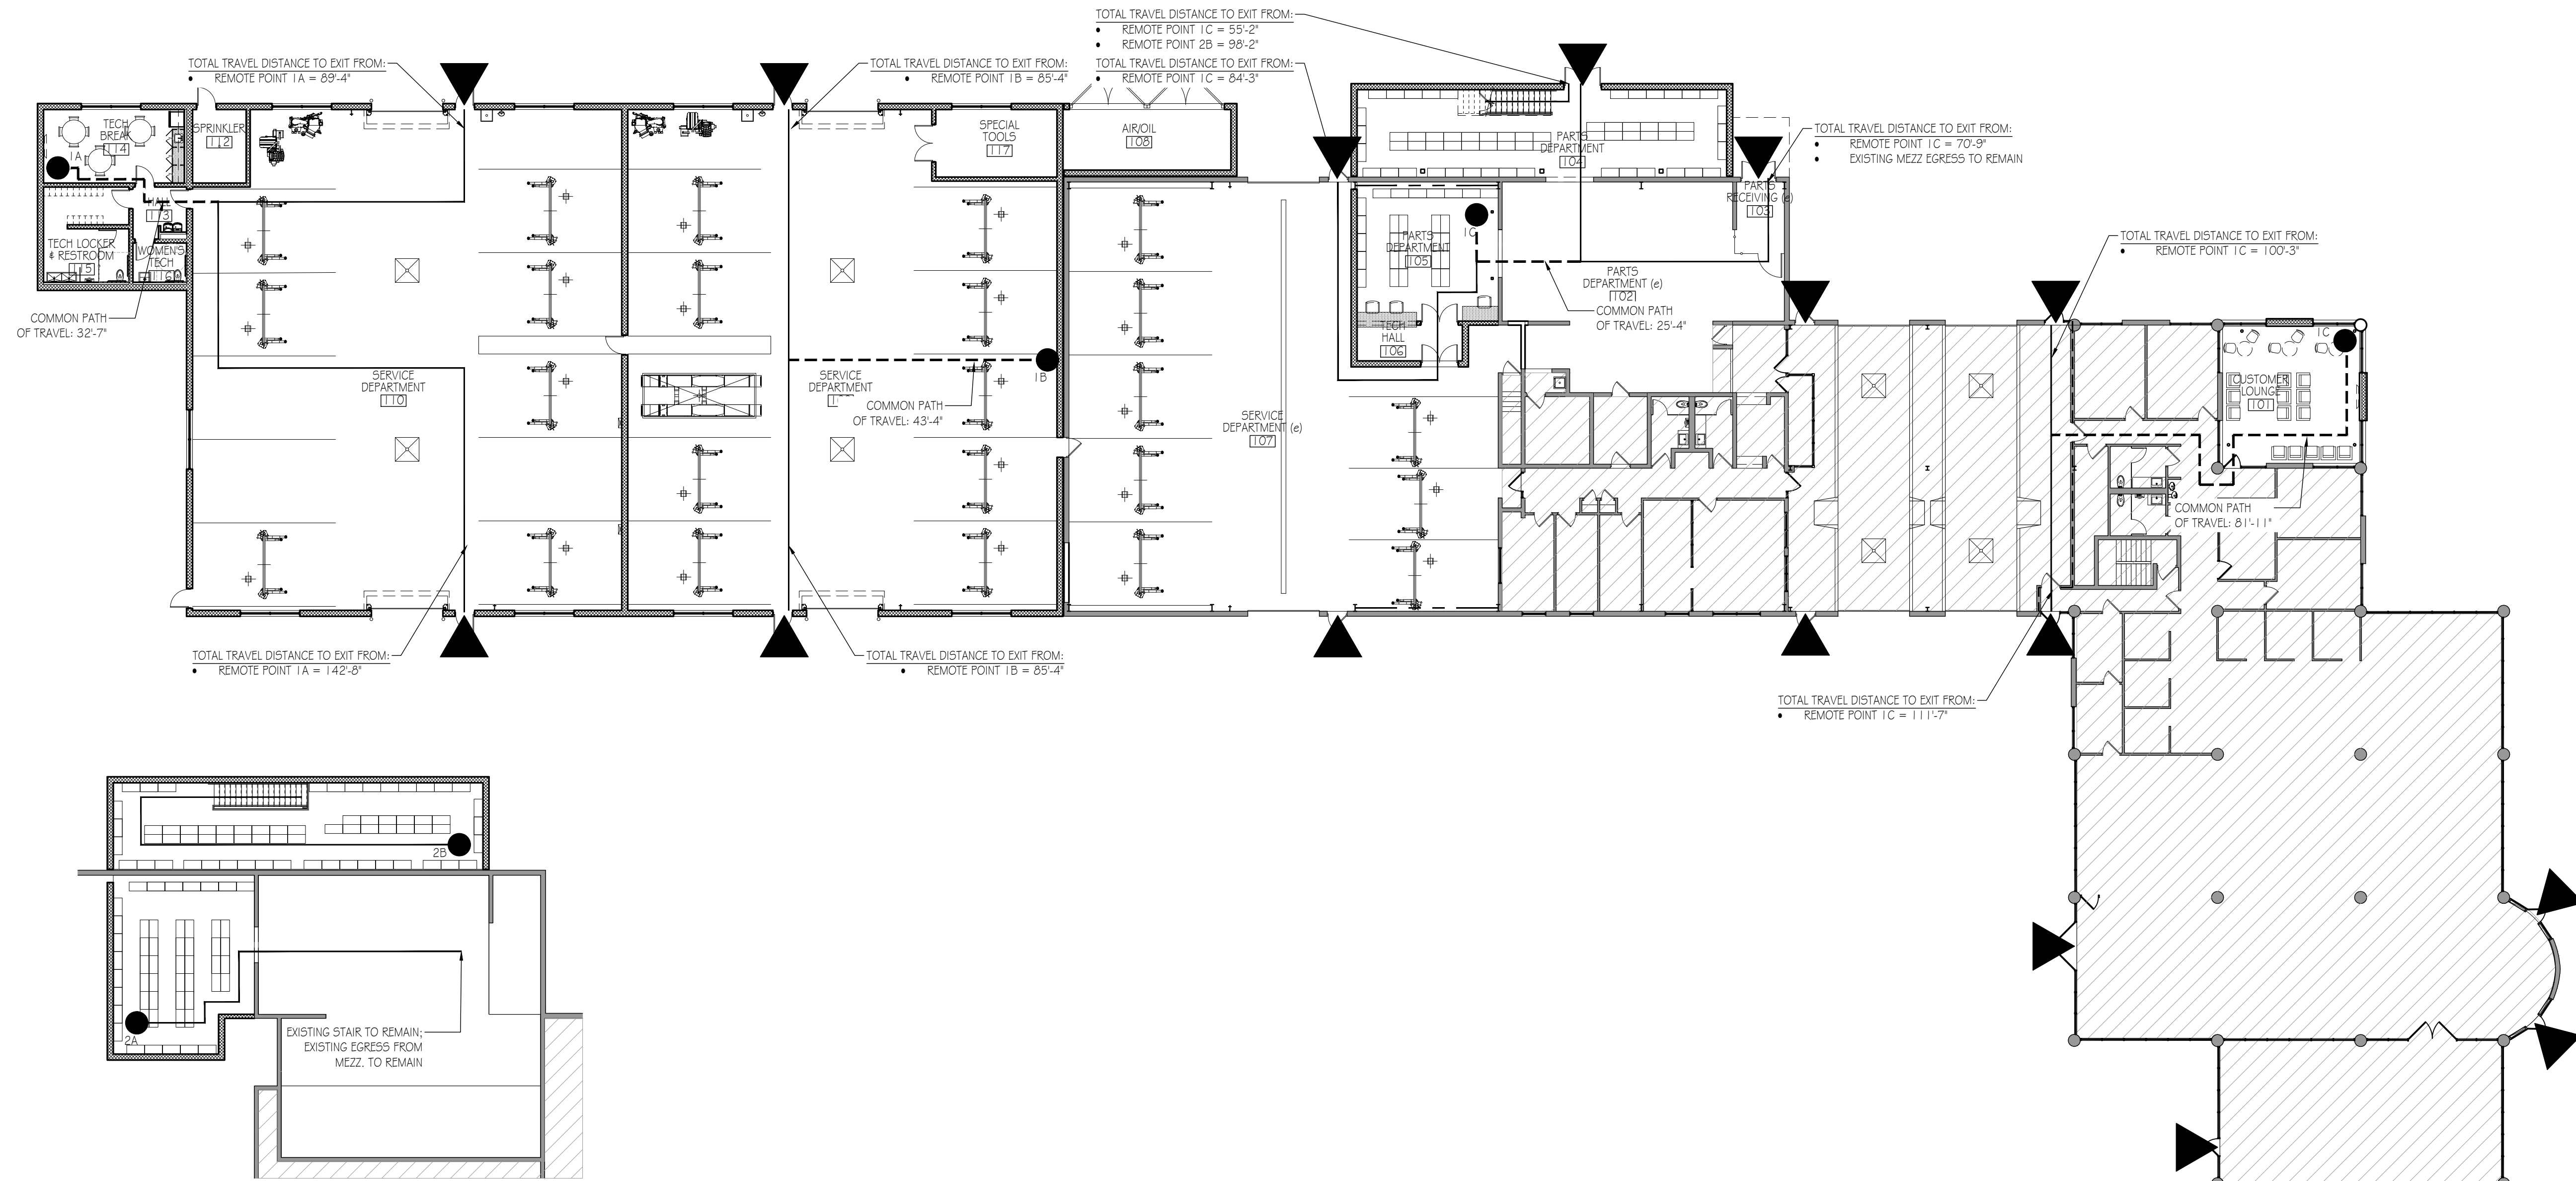 TOTAL TRAVEL DISTANCE TO EXIT FROM:
• REMOTE POINT 1C = 55'-2"
• REMOTE POINT 2B = 98'-2"
TOTAL TRAVEL DISTANCE TO EXIT FROM:
• REMOTE POINT 1C = 84'-3"
TOTAL TRAVEL DISTANCE TO EXIT FROM:
• REMOTE POINT 1A = 89'-4"
TOTAL TRAVEL DISTANCE TO EXIT FROM:
• REMOTE POINT 1B = 85'-4"
TOTAL TRAVEL DISTANCE TO EXIT FROM:
• REMOTE POINT 1C = 70'-9"
• EXISTING MEZZ EGRESS TO REMAIN
TECH
BREAK
114
1A
SPRINKLER
112
SPECIAL
TOOLS
117
AIR/OIL
108
PARTS
DEPARTMENT
104
PARTS
RECEIVING (e)
103
HALL
113
TECH LOCKER
& RESTROOM
115
WOMEN'S
TECH
116
COMMON PATH
OF TRAVEL: 32'-7"
1C
PARTS
DEPARTMENT
105
PARTS
DEPARTMENT (e)
102
COMMON PATH
OF TRAVEL: 25'-4"
TECH
HALL
106
TOTAL TRAVEL DISTANCE TO EXIT FROM:
• REMOTE POINT 1C = 100'-3"
1C
CUSTOMER
LOUNGE
101
SERVICE
DEPARTMENT
110
SERVICE
DEPARTMENT
1B
COMMON PATH
OF TRAVEL: 43'-4"
SERVICE
DEPARTMENT (e)
107
COMMON PATH
OF TRAVEL: 81'-11"
TOTAL TRAVEL DISTANCE TO EXIT FROM:
• REMOTE POINT 1A = 142'-8"
TOTAL TRAVEL DISTANCE TO EXIT FROM:
• REMOTE POINT 1B = 85'-4"
TOTAL TRAVEL DISTANCE TO EXIT FROM:
• REMOTE POINT 1C = 111'-7"
2B
2A
EXISTING STAIR TO REMAIN;
EXISTING EGRESS FROM
MEZZ. TO REMAIN